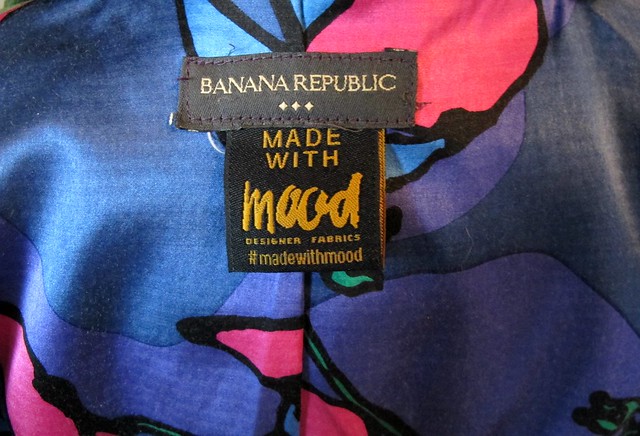 BANANA REPUBLIC
MADE
WITH
mood
DESIGNER FABRICS
#madewithmood